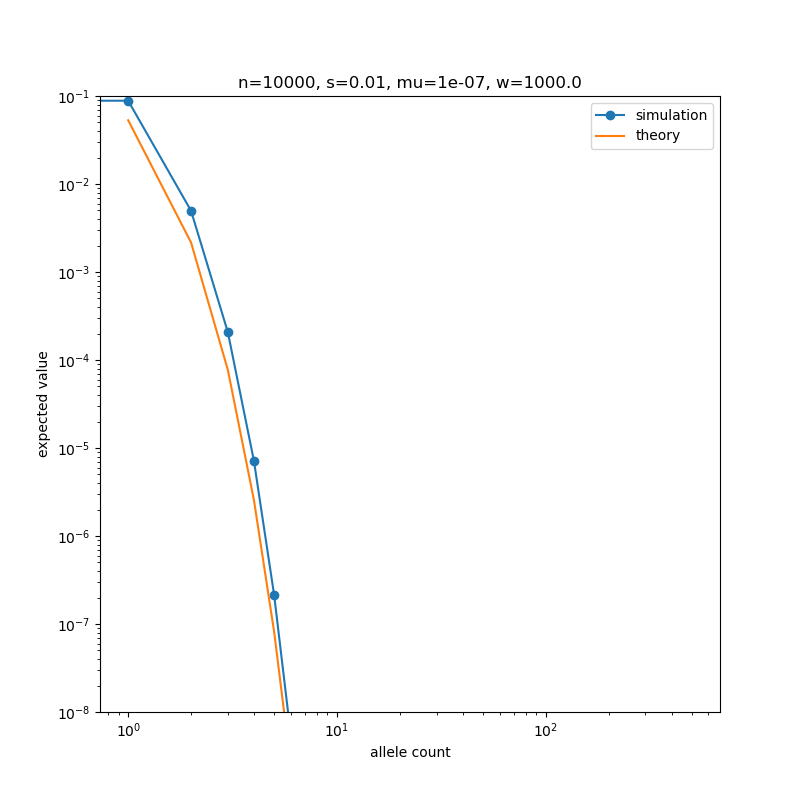 n=10000, s=0.01, mu=1e-07, w=1000.0
simulation
theory
10⁻¹
10⁻²
10⁻³
10⁻⁴
10⁻⁵
10⁻⁶
10⁻⁷
10⁻⁸
expected value
10⁰ 10¹ 10²
allele count